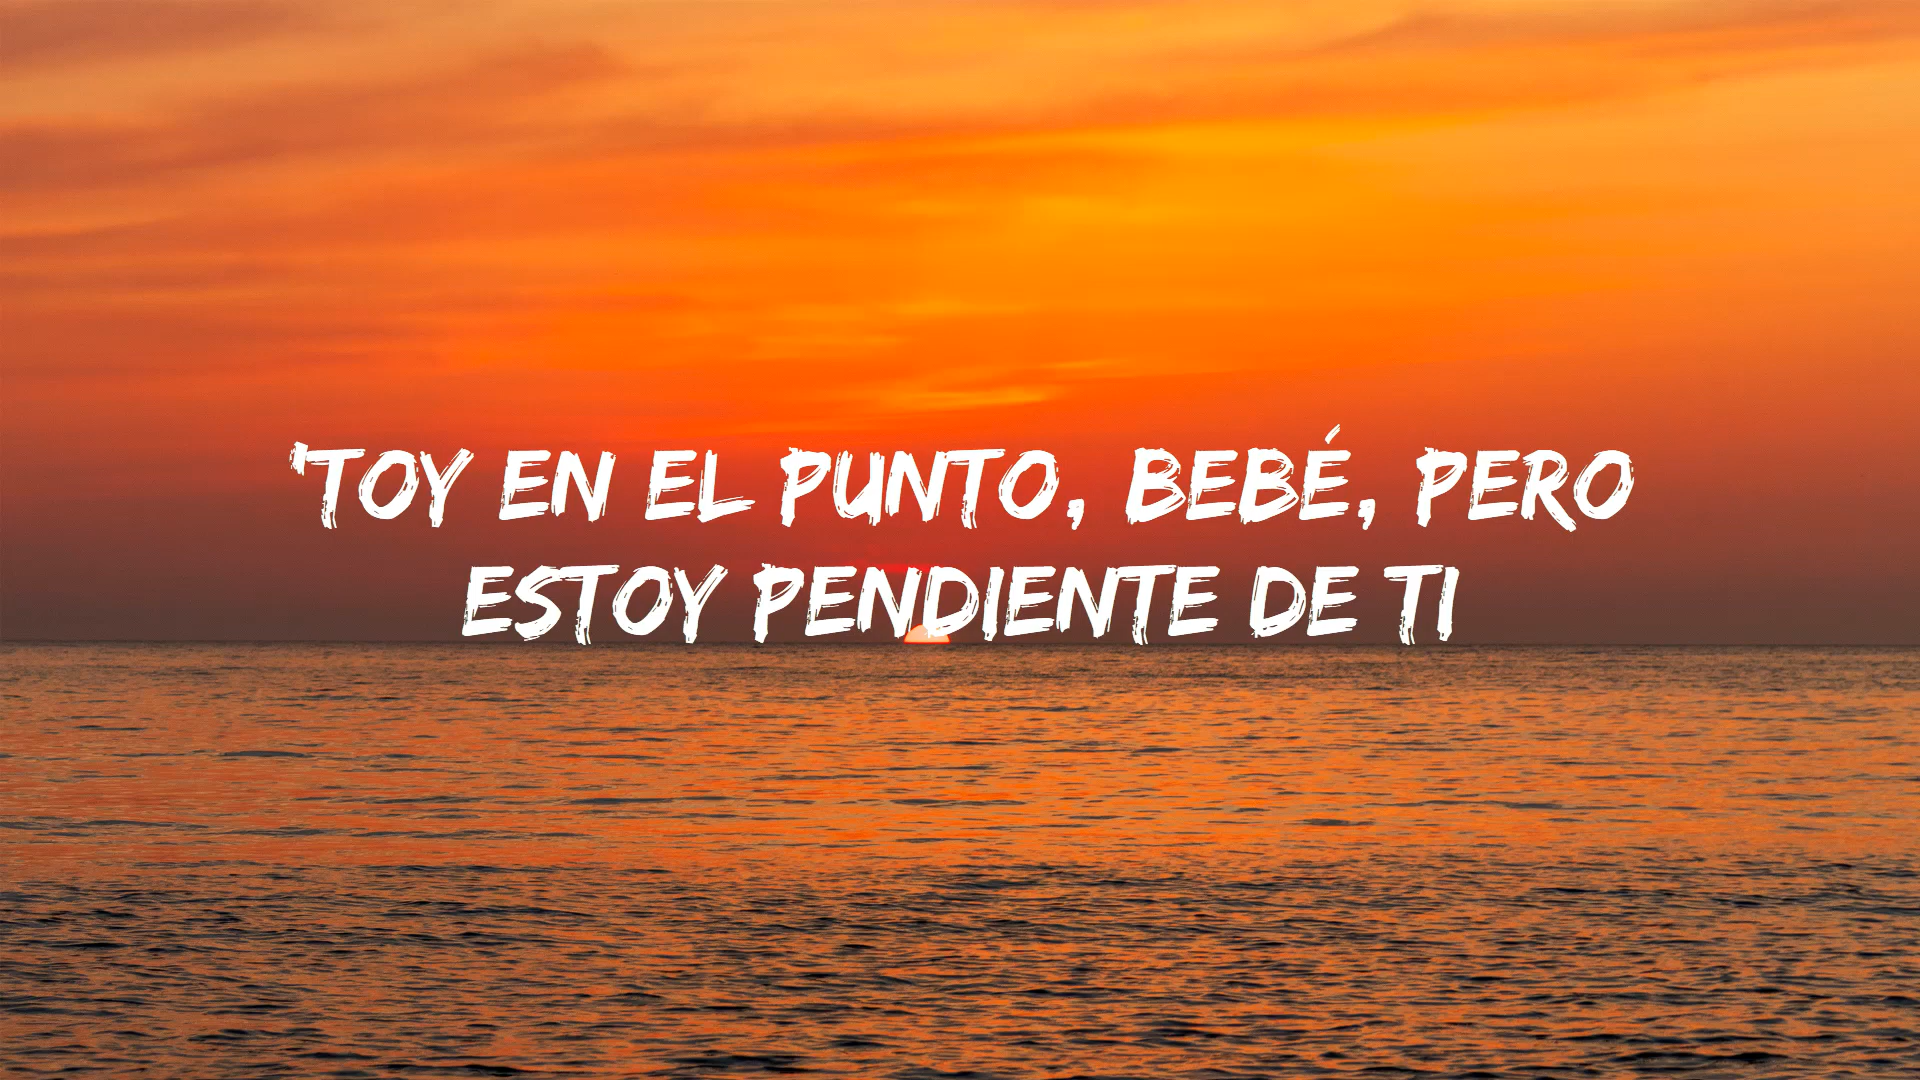 'TOY EN EL PUNTO, BEBÉ, PERO
ESTOY PENDIENTE DE TI